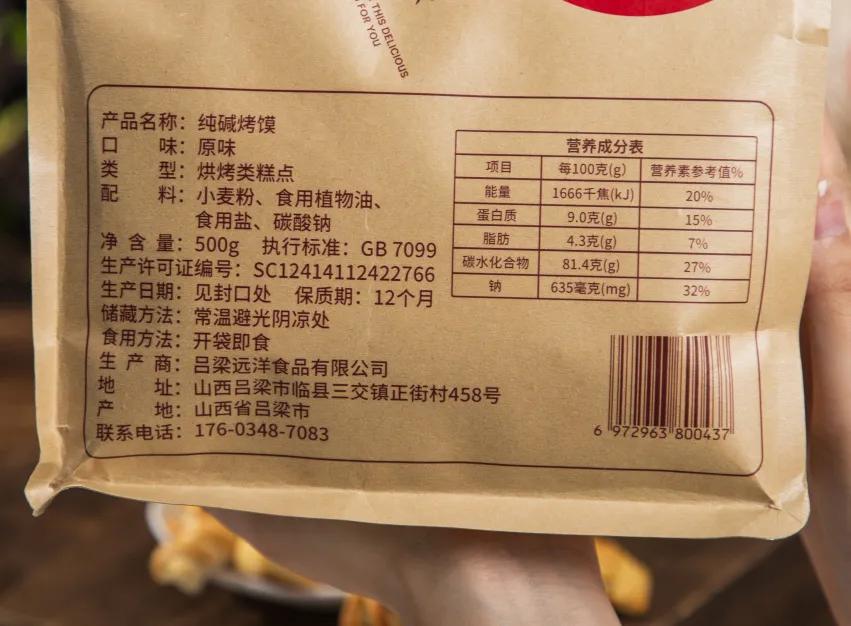 THIS DELICIOUS
FOR YOU
产品名称：纯碱烤馍
口 味：原味
类 型：烘烤类糕点
配 料：小麦粉、食用植物油、
食用盐、碳酸钠
净 含 量：500g 执行标准：GB 7099
生产许可证编号：SC12414112422766
生产日期：见封口处 保质期：12个月
储藏方法：常温避光阴凉处
食用方法：开袋即食
生 产 商：吕梁远洋食品有限公司
地 址：山西吕梁市临县三交镇正街村458号
产 地：山西省吕梁市
联系电话：176-0348-7083
营养成分表
项目 每100克(g) 营养素参考值%
能量 1666千焦(kJ) 20%
蛋白质 9.0克(g) 15%
脂肪 4.3克(g) 7%
碳水化合物 81.4克(g) 27%
钠 635毫克(mg) 32%
6 972963 800437